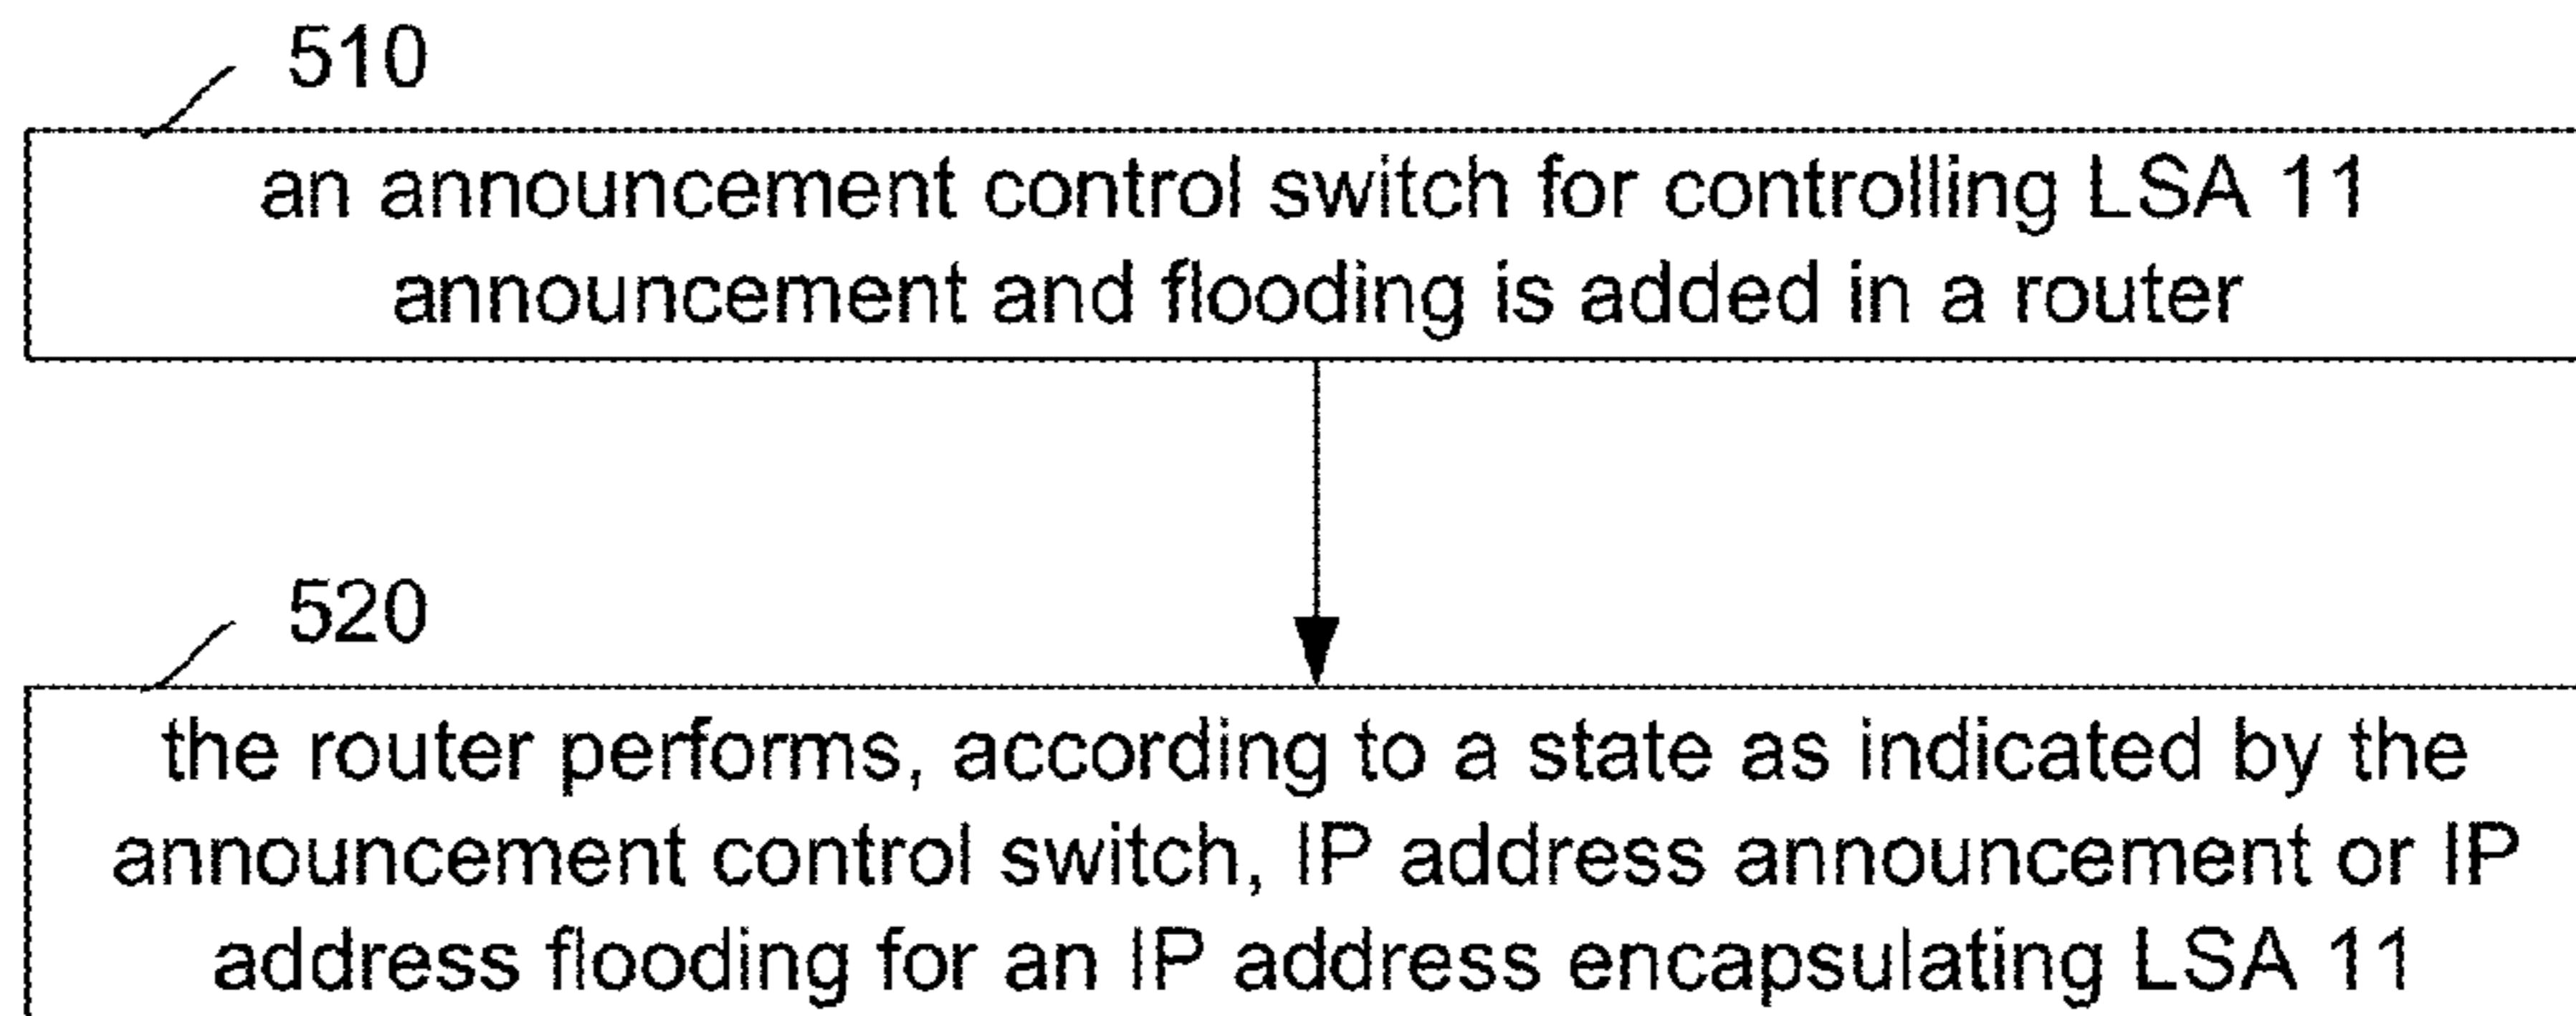 510
an announcement control switch for controlling LSA 11
announcement and flooding is added in a router
520
the router performs, according to a state as indicated by the
announcement control switch, IP address announcement or IP
address flooding for an IP address encapsulating LSA 11